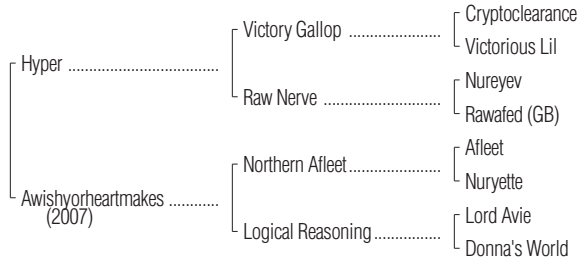 Cryptoclearance
Victory Gallop ....................
Victorious Lil
Hyper .................................
Nureyev
Raw Nerve ..........................
Rawafed (GB)
Afleet
Northern Afleet....................
Nuryette
Awishyorheartmakes ...........
(2007)
Lord Avie
Logical Reasoning...............
Donna's World